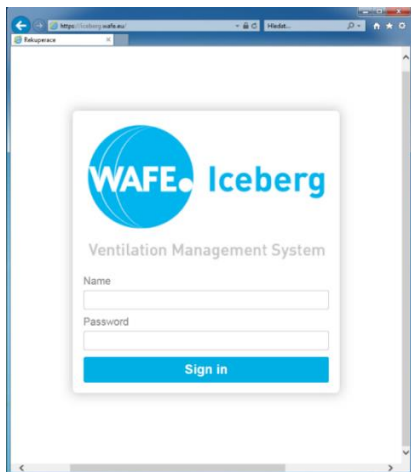 https://iceberg.wafe.eu/
Hledat...
Rekuperace
WAFE. Iceberg
Ventilation Management System
Name
Password
Sign in